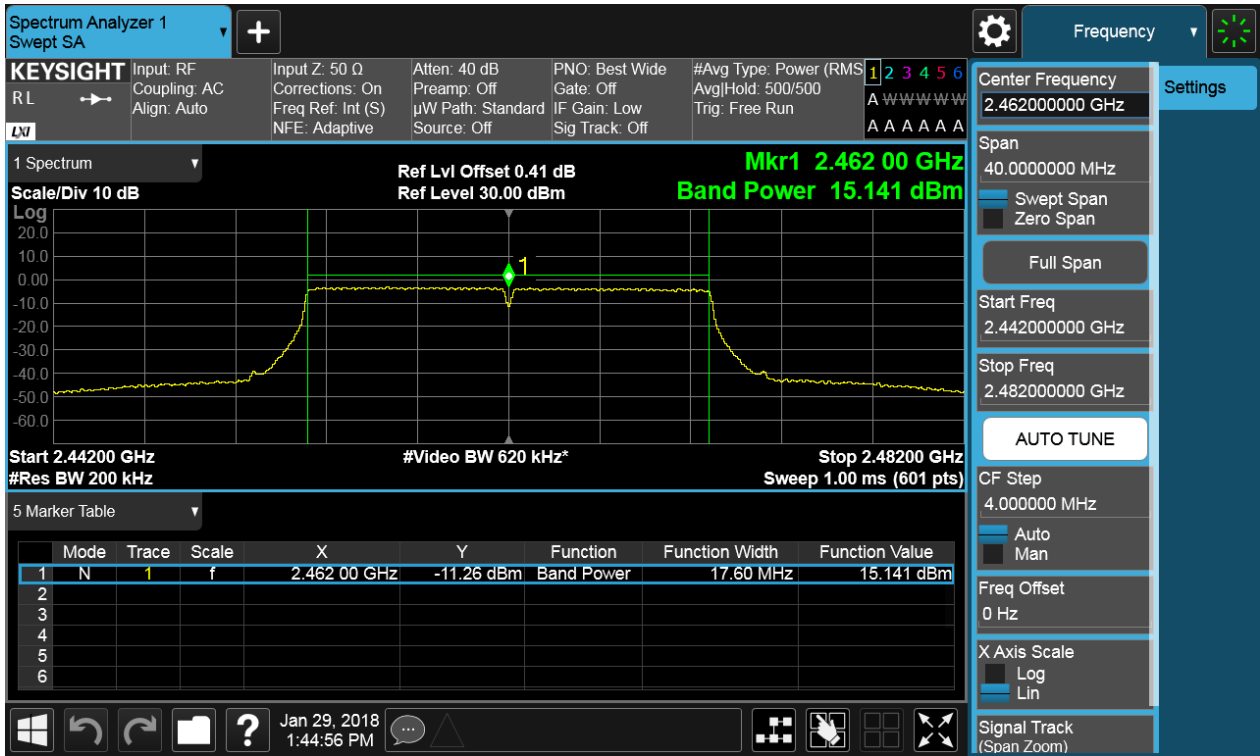 Spectrum Analyzer 1
Swept SA
+
Frequency
KEYSIGHT
R L
LXI
Input: RF
Coupling: AC
Align: Auto
Input Z: 50 Ω
Corrections: On
Freq Ref: Int (S)
NFE: Adaptive
Atten: 40 dB
Preamp: Off
µW Path: Standard
Source: Off
PNO: Best Wide
Gate: Off
IF Gain: Low
Sig Track: Off
#Avg Type: Power (RMS
Avg|Hold: 500/500
Trig: Free Run
1 2 3 4 5 6
A W W W W W
A A A A A A
1 Spectrum
Scale/Div 10 dB
Ref Lvl Offset 0.41 dB
Ref Level 30.00 dBm
Mkr1 2.462 00 GHz
Band Power 15.141 dBm
Log
20.0
10.0
0.00
-10.0
-20.0
-30.0
-40.0
-50.0
-60.0
1
Start 2.44200 GHz
#Video BW 620 kHz*
Stop 2.48200 GHz
#Res BW 200 kHz
Sweep 1.00 ms (601 pts)
5 Marker Table
Mode Trace Scale X Y Function Function Width Function Value
1 N 1 f 2.462 00 GHz -11.26 dBm Band Power 17.60 MHz 15.141 dBm
2
3
4
5
6
?
Jan 29, 2018
1:44:56 PM
Center Frequency
2.462000000 GHz
Settings
Span
40.0000000 MHz
Swept Span
Zero Span
Full Span
Start Freq
2.442000000 GHz
Stop Freq
2.482000000 GHz
AUTO TUNE
CF Step
4.000000 MHz
Auto
Man
Freq Offset
0 Hz
X Axis Scale
Log
Lin
Signal Track
(Span Zoom)